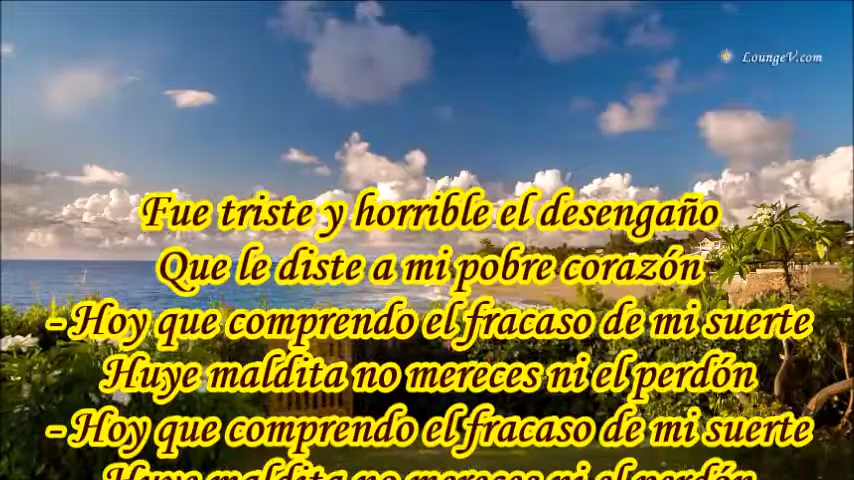 LoungeV.com
Fue triste y horrible el desengaño
Que le diste a mi pobre corazón
- Hoy que comprendo el fracaso de mi suerte
Huye maldita no mereces ni el perdón
- Hoy que comprendo el fracaso de mi suerte
Huye maldita no mereces ni el perdón